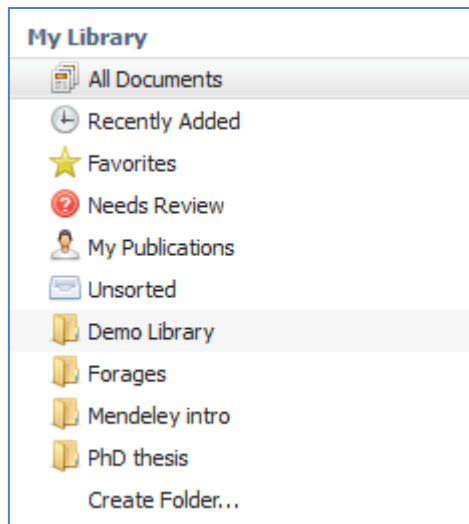 My Library
All Documents
Recently Added
Favorites
Needs Review
My Publications
Unsorted
Demo Library
Forages
Mendeley intro
PhD thesis
Create Folder...